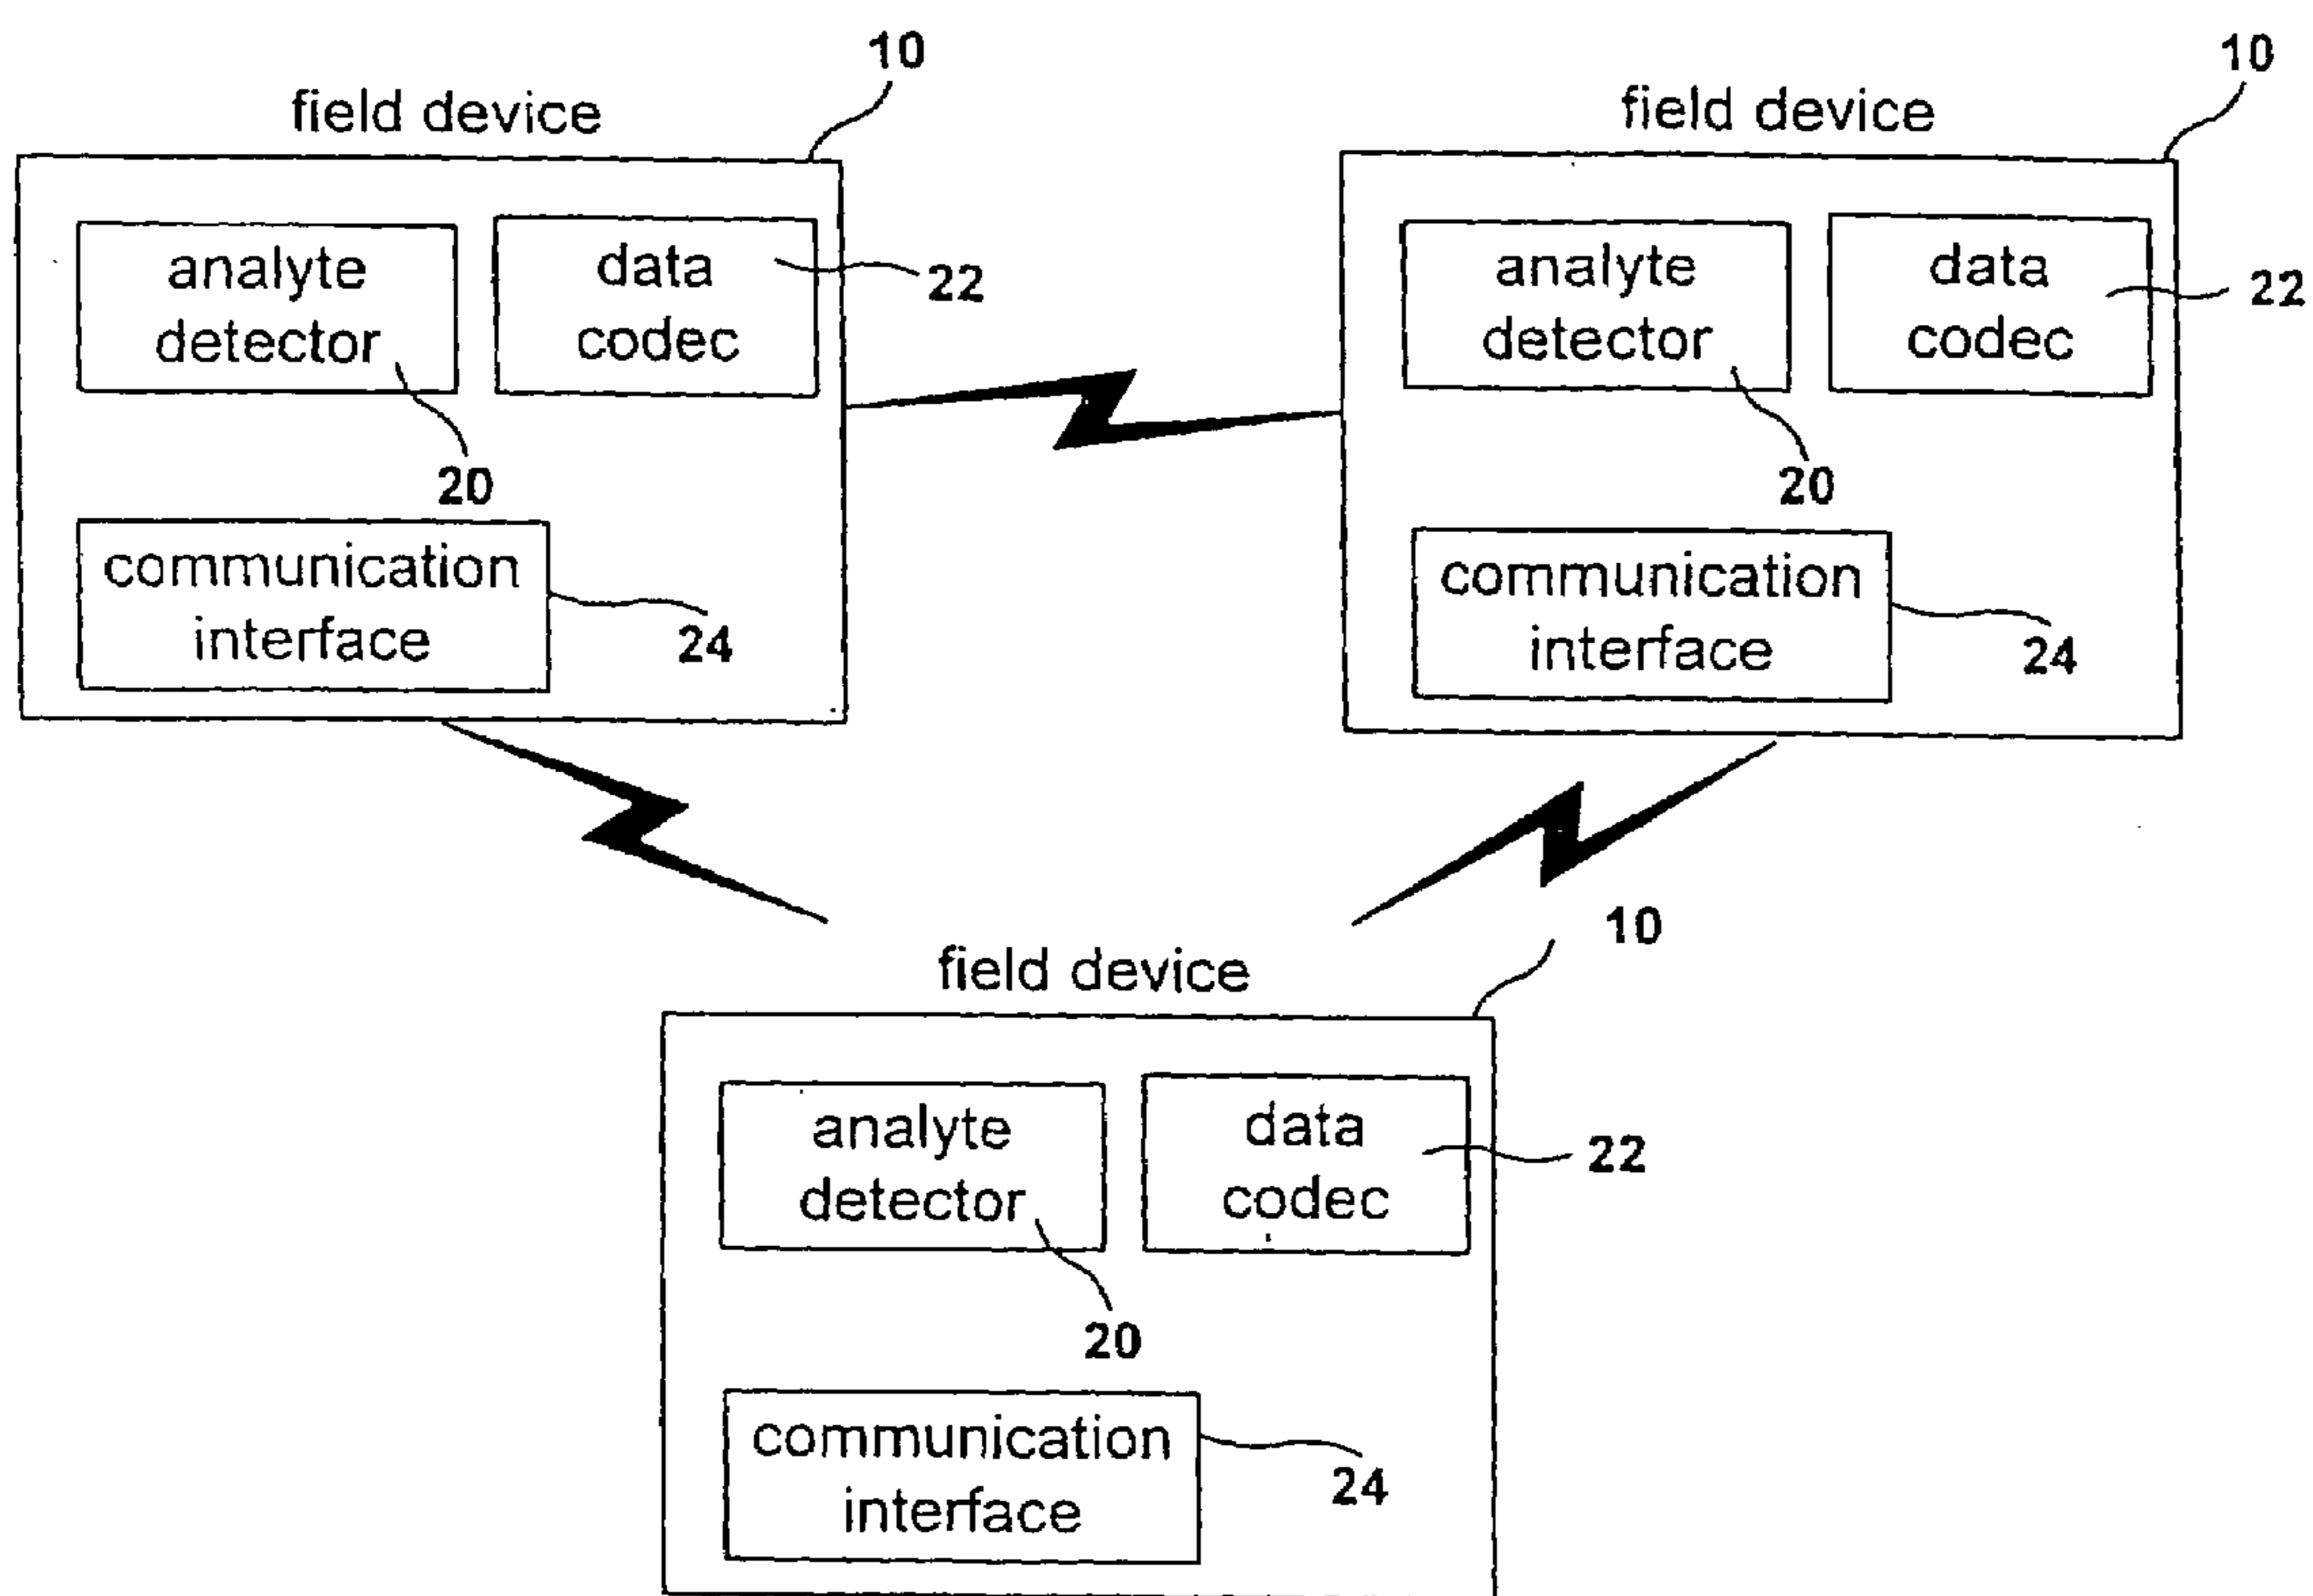 10
field device
analyte
detector
20
data
codec
22
communication
interface
24
10
field device
analyte
detector
20
data
codec
22
communication
interface
24
10
field device
analyte
detector
20
data
codec
22
communication
interface
24